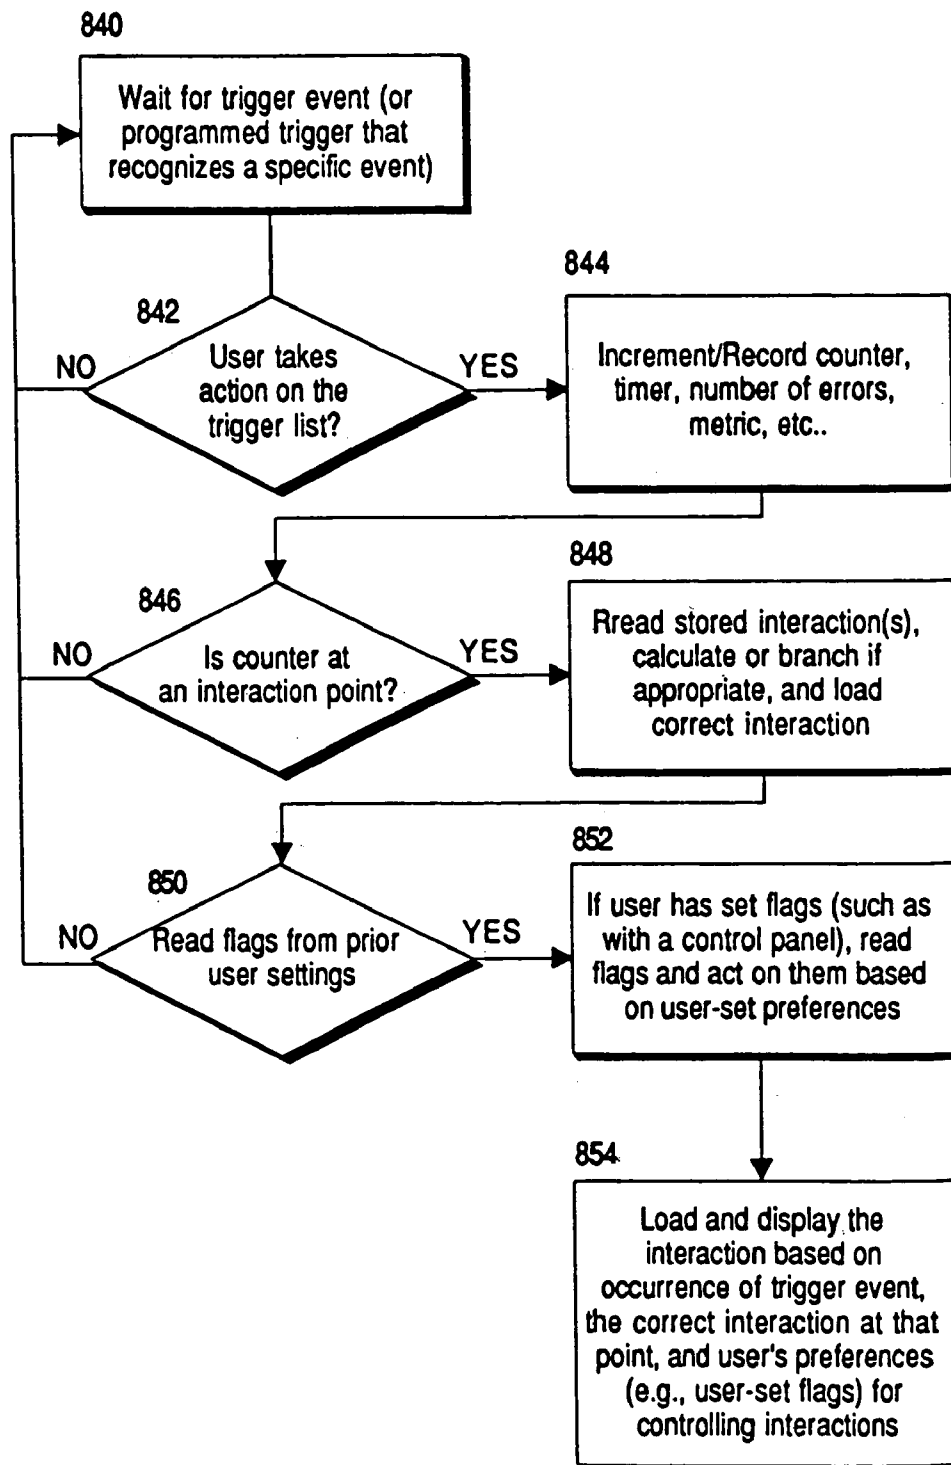 840
Wait for trigger event (or
programmed trigger that
recognizes a specific event)
842
NO
User takes
action on the
trigger list?
YES
844
Increment/Record counter,
timer, number of errors,
metric, etc..
846
NO
Is counter at
an interaction point?
YES
848
Rread stored interaction(s),
calculate or branch if
appropriate, and load
correct interaction
850
NO
Read flags from prior
user settings
YES
852
If user has set flags (such as
with a control panel), read
flags and act on them based
on user-set preferences
854
Load and display the
interaction based on
occurrence of trigger event,
the correct interaction at that
point, and user's preferences
(e.g., user-set flags) for
controlling interactions